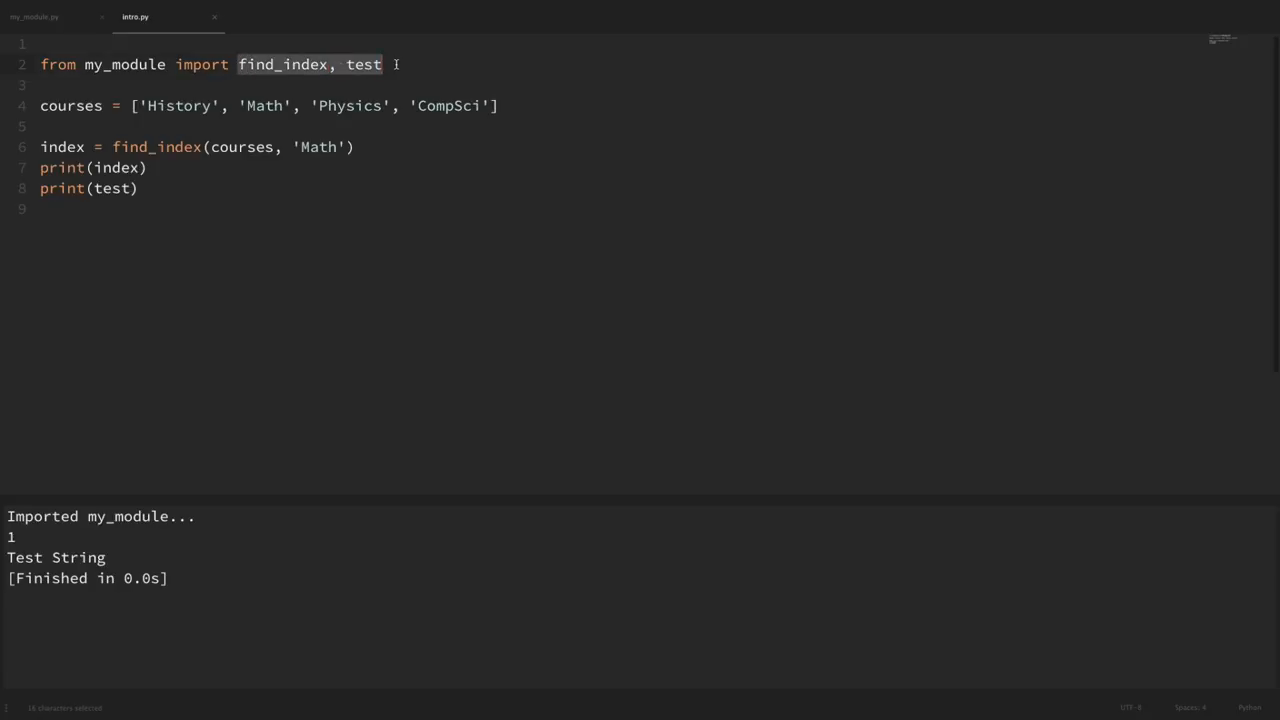 my_module.py × intro.py ×
1
2 from my_module import find_index, test
3
4 courses = ['History', 'Math', 'Physics', 'CompSci']
5
6 index = find_index(courses, 'Math')
7 print(index)
8 print(test)
9
Imported my_module...
1
Test String
[Finished in 0.0s]
16 characters selected UTF-8 Spaces: 4 Python